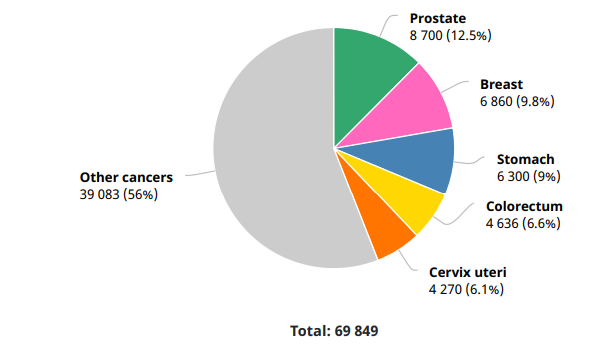 Prostate
8 700 (12.5%)
Breast
6 860 (9.8%)
Stomach
6 300 (9%)
Other cancers
39 083 (56%)
Colorectum
4 636 (6.6%)
Cervix uteri
4 270 (6.1%)
Total: 69 849